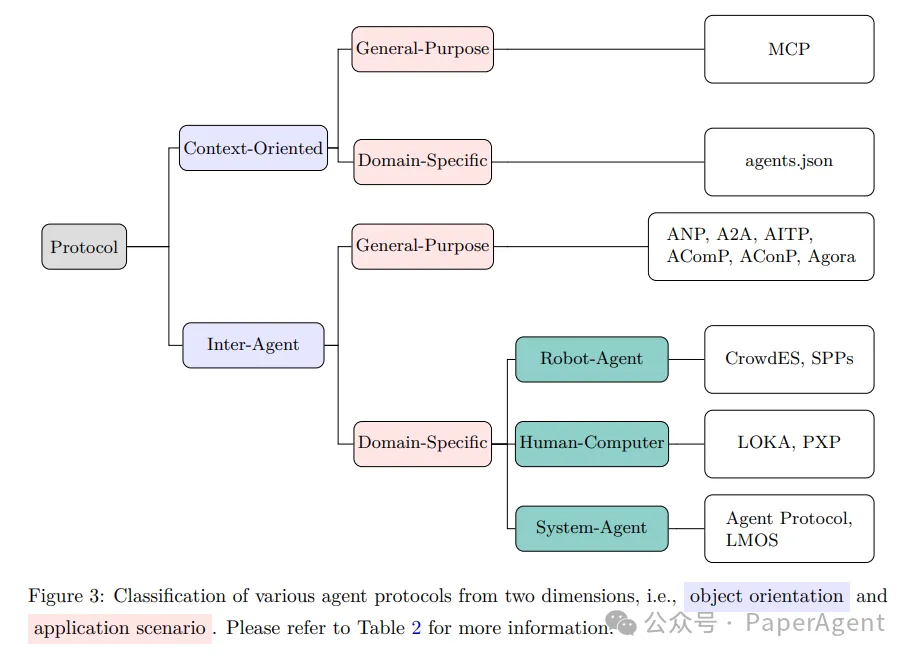 General-Purpose
MCP
Context-Oriented
Domain-Specific
agents.json
Protocol
General-Purpose
ANP, A2A, AITP,
AComP, AConP, Agora
Inter-Agent
Robot-Agent
CrowdES, SPPs
Domain-Specific
Human-Computer
LOKA, PXP
System-Agent
Agent Protocol,
LMOS
Figure 3: Classification of various agent protocols from two dimensions, i.e., object orientation and
application scenario. Please refer to Table 2 for more information.
公众号 · PaperAgent